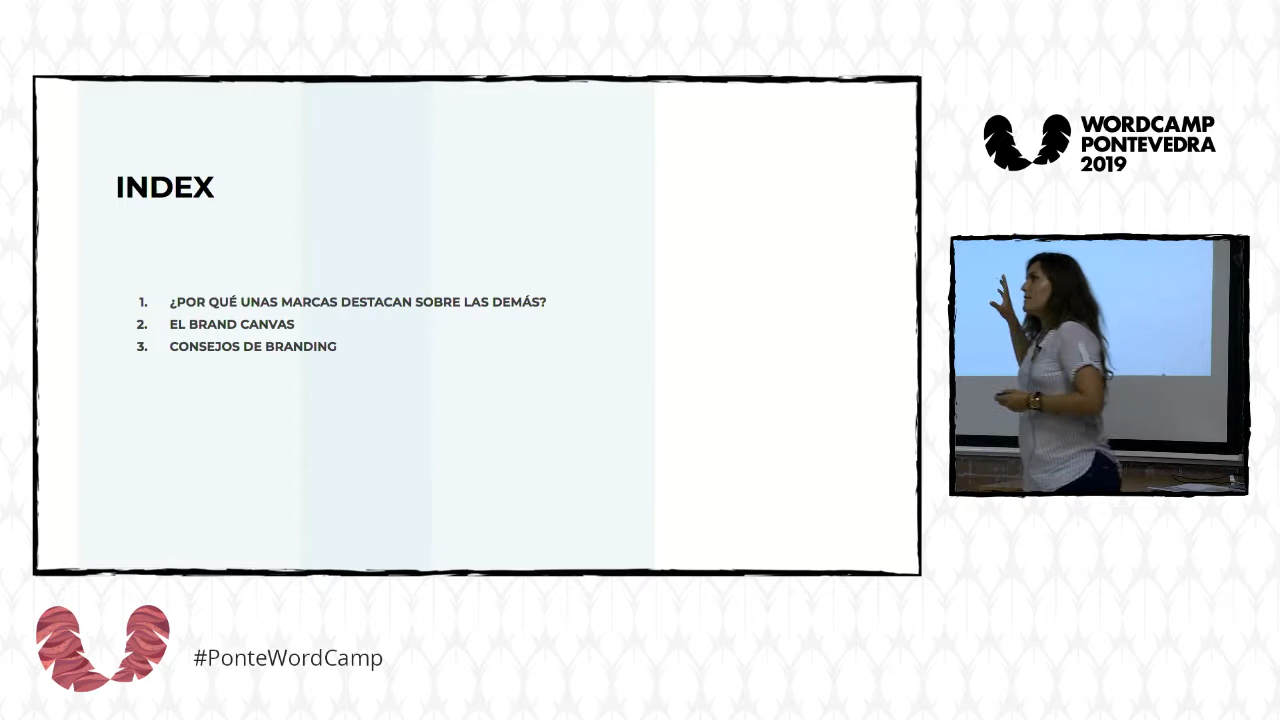 INDEX
1. ¿POR QUÉ UNAS MARCAS DESTACAN SOBRE LAS DEMÁS?
2. EL BRAND CANVAS
3. CONSEJOS DE BRANDING
WORDCAMP
PONTEVEDRA
2019
#PonteWordCamp